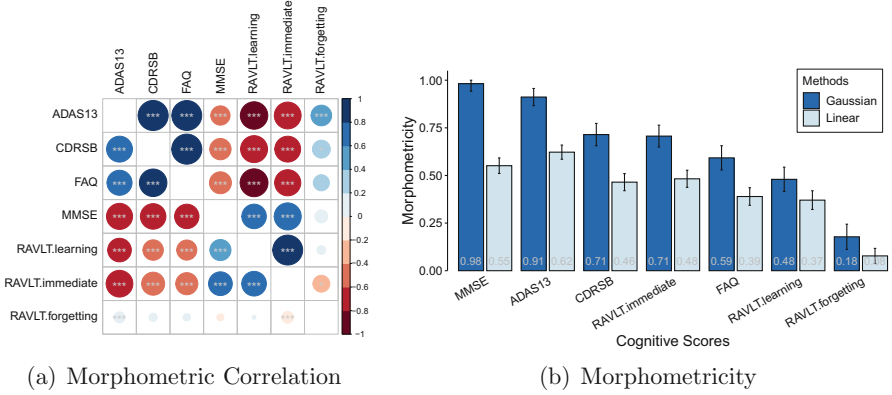 ADAS13
CDRSB
FAQ
MMSE
RAVLT.learning
RAVLT.immediate
RAVLT.forgetting
ADAS13 *** *** *** *** *** ***
CDRSB *** *** *** *** ***
FAQ *** *** *** *** ***
MMSE *** *** *** *** ***
RAVLT.learning *** *** *** *** ***
RAVLT.immediate *** *** *** *** ***
RAVLT.forgetting *** ***
1
0.8
0.6
0.4
0.2
0
−0.2
−0.4
−0.6
−0.8
−1
(a) Morphometric Correlation
Morphometricity
1.00
0.75
0.50
0.25
0.00
Methods
Gaussian
Linear
0.98 0.55 0.91 0.62 0.71 0.46 0.71 0.48 0.59 0.39 0.48 0.37 0.18
MMSE
ADAS13
CDRSB
RAVLT.immediate
FAQ
RAVLT.learning
RAVLT.forgetting
Cognitive Scores
(b) Morphometricity